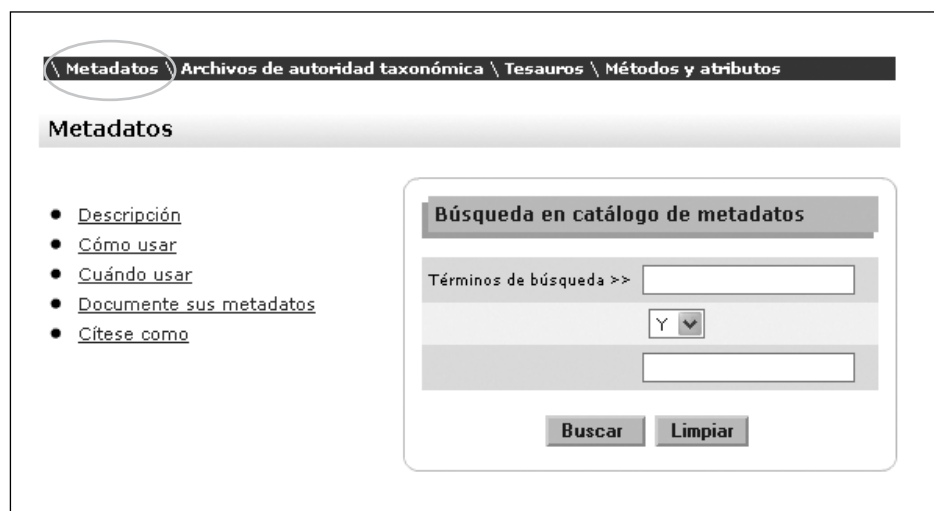 \ Metadatos \ Archivos de autoridad taxonómica \ Tesauros \ Métodos y atributos
Metadatos
Descripción
Cómo usar
Cuándo usar
Documente sus metadatos
Cítese como
Búsqueda en catálogo de metadatos
Términos de búsqueda >>
Y
Buscar Limpiar